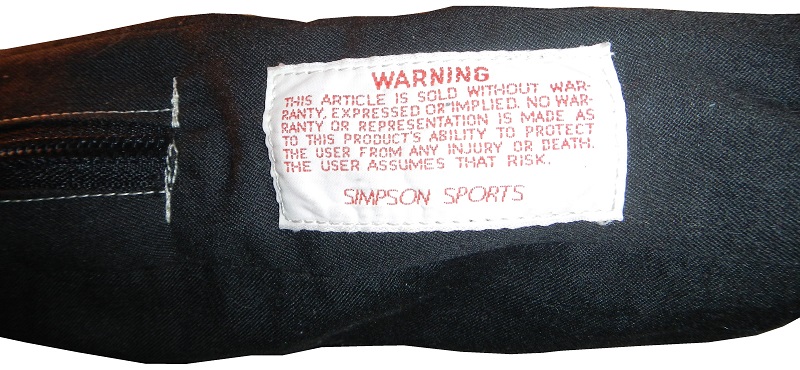 WARNING
THIS ARTICLE IS SOLD WITHOUT WAR-
RANTY, EXPRESSED OR IMPLIED. NO WAR-
RANTY OR REPRESENTATION IS MADE AS
TO THIS PRODUCT'S ABILITY TO PROTECT
THE USER FROM ANY INJURY OR DEATH.
THE USER ASSUMES THAT RISK.
SIMPSON SPORTS